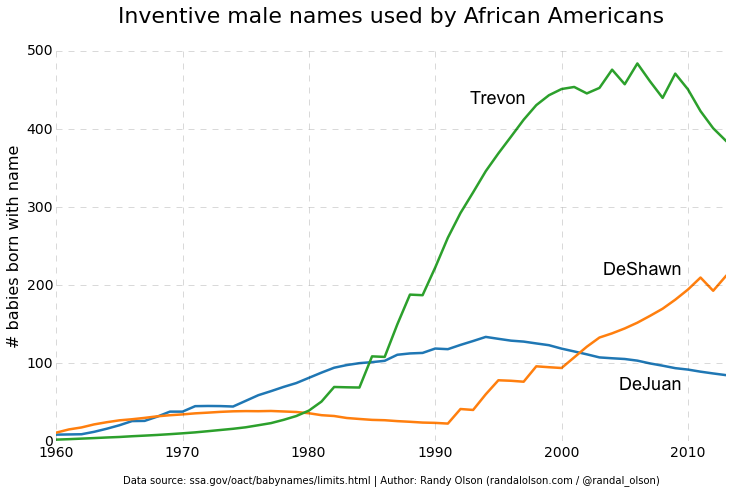 Inventive male names used by African Americans
# babies born with name
500
400
300
200
100
0
Trevon
DeShawn
DeJuan
1960 1970 1980 1990 2000 2010
Data source: ssa.gov/oact/babynames/limits.html | Author: Randy Olson (randalolson.com / @randal_olson)